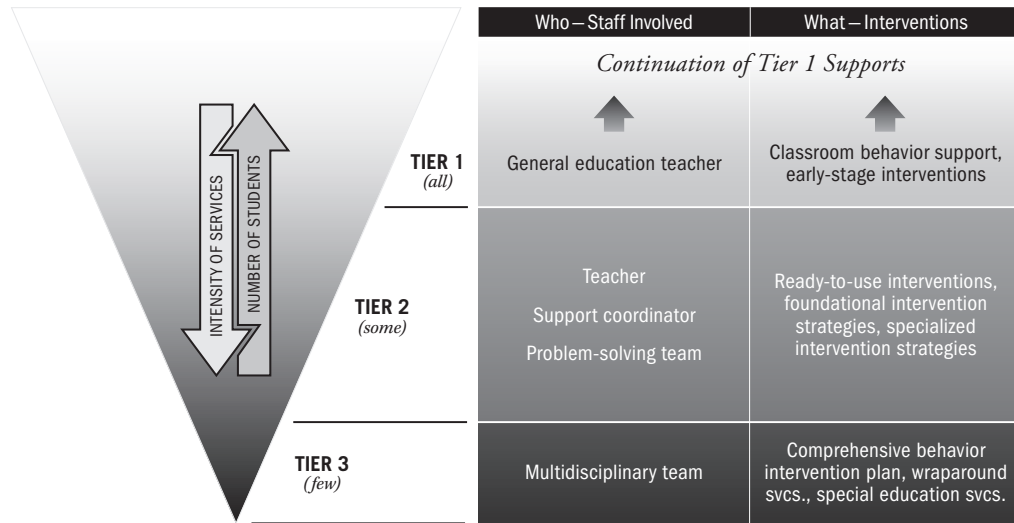 Who – Staff Involved
What – Interventions
Continuation of Tier 1 Supports
INTENSITY OF SERVICES
NUMBER OF STUDENTS
TIER 1
(all)
General education teacher
Classroom behavior support,
early-stage interventions
TIER 2
(some)
Teacher
Support coordinator
Problem-solving team
Ready-to-use interventions,
foundational intervention
strategies, specialized
intervention strategies
TIER 3
(few)
Multidisciplinary team
Comprehensive behavior
intervention plan, wraparound
svcs., special education svcs.